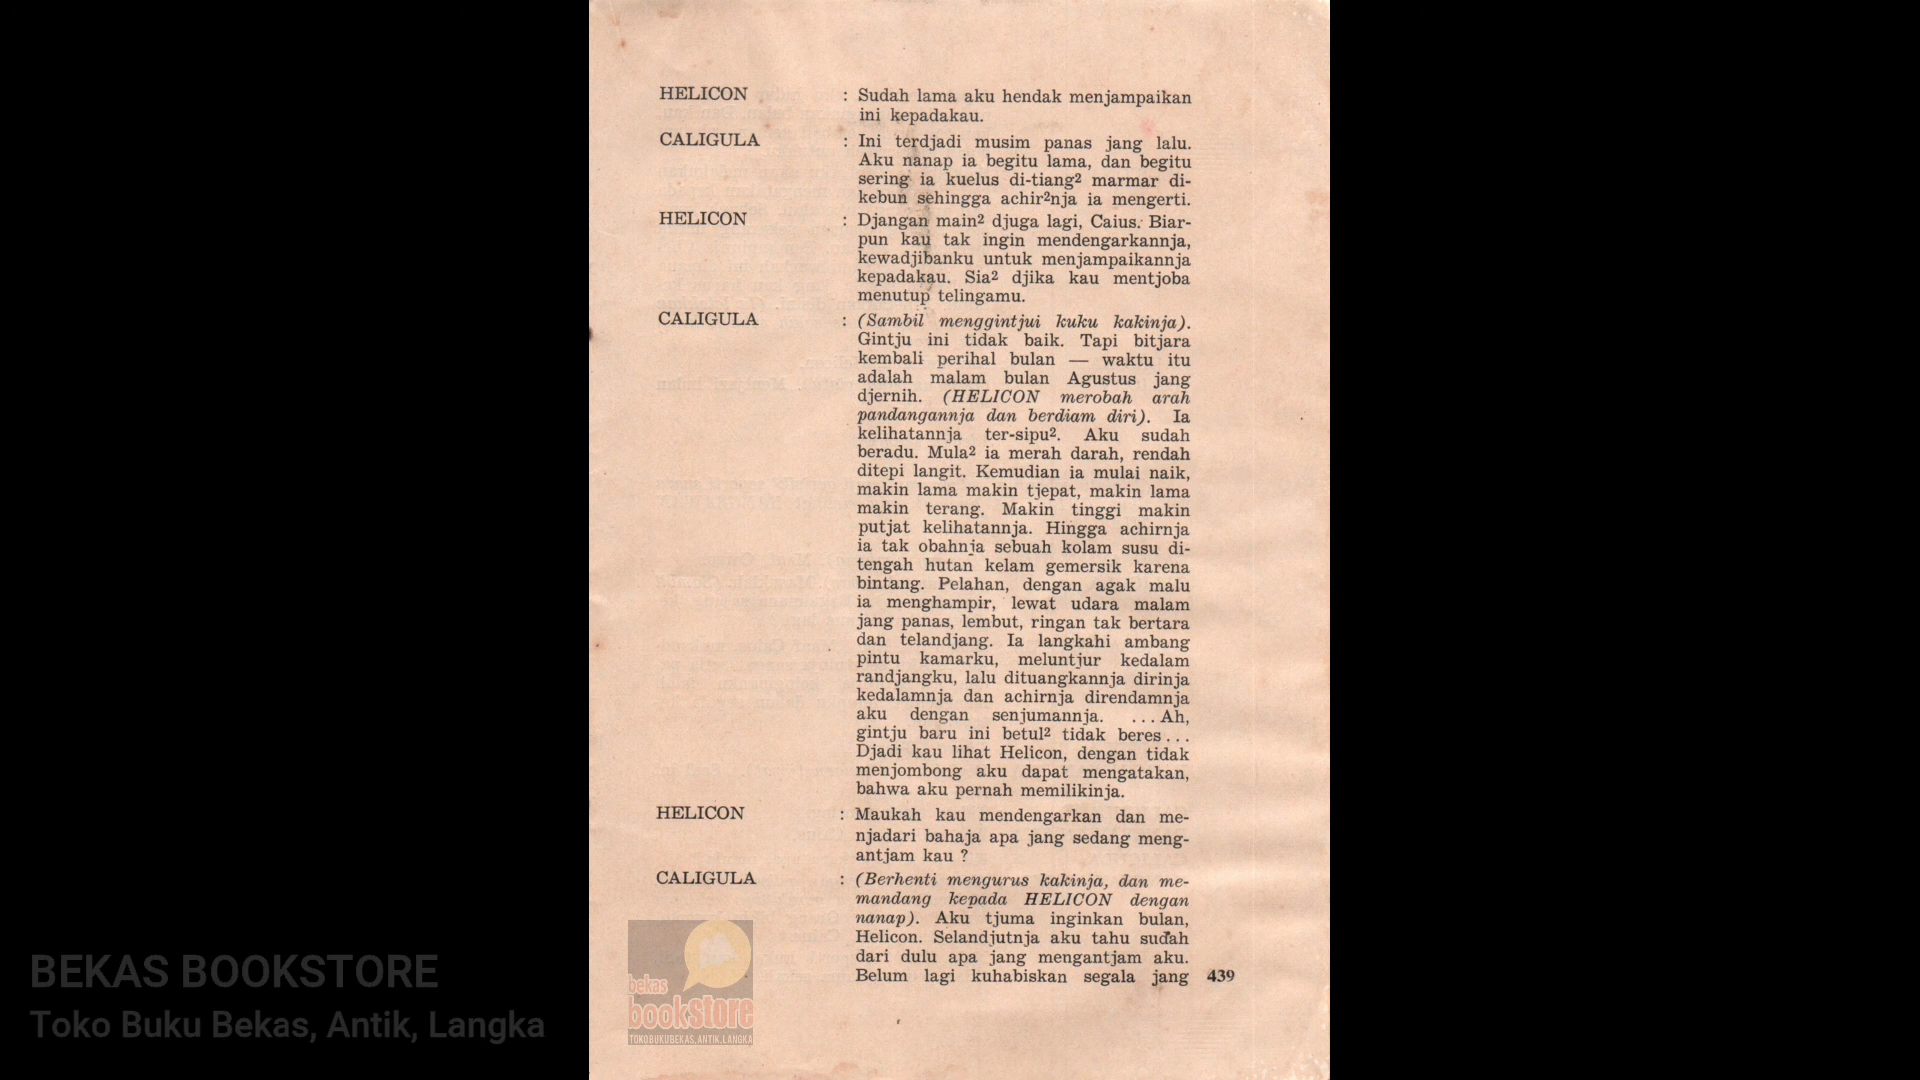 HELICON : Sudah lama aku hendak menjampaikan
ini kepadakau.
CALIGULA : Ini terdjadi musim panas jang lalu.
Aku nanap ia begitu lama, dan begitu
sering ia kuelus di-tiang² marmar di-
kebun sehingga achir²nja ia mengerti.
HELICON : Djangan main² djuga lagi, Caius. Biar-
pun kau tak ingin mendengarkannja,
kewadjibanku untuk menjampaikannja
kepadakau. Sia² djika kau mentjoba
menutup telingamu.
CALIGULA : (Sambil menggintjui kuku kakinja).
Gintju ini tidak baik. Tapi bitjara
kembali perihal bulan — waktu itu
adalah malam bulan Agustus jang
djernih. (HELICON merobah arah
pandangannja dan berdiam diri). Ia
kelihatannja ter-sipu². Aku sudah
beradu. Mula² ia merah darah, rendah
ditepi langit. Kemudian ia mulai naik,
makin lama makin tjepat, makin lama
makin terang. Makin tinggi makin
putjat kelihatannja. Hingga achirnja
ia tak obahnja sebuah kolam susu di-
tengah hutan kelam gemersik karena
bintang. Pelahan, dengan agak malu
ia menghampir, lewat udara malam
jang panas, lembut, ringan tak bertara
dan telandjang. Ia langkahi ambang
pintu kamarku, meluntjur kedalam
randjangku, lalu dituangkannja dirinja
kedalamnja dan achirnja direndamnja
aku dengan senjumannja. ...Ah,
gintju baru ini betul² tidak beres...
Djadi kau lihat Helicon, dengan tidak
menjombong aku dapat mengatakan,
bahwa aku pernah memilikinja.
HELICON : Maukah kau mendengarkan dan me-
njadari bahaja apa jang sedang meng-
antjam kau ?
CALIGULA : (Berhenti mengurus kakinja, dan me-
mandang kepada HELICON dengan
nanap). Aku tjuma inginkan bulan,
Helicon. Selandjutnja aku tahu sudah
dari dulu apa jang mengantjam aku.
Belum lagi kuhabiskan segala jang 439
BEKAS BOOKSTORE
Toko Buku Bekas, Antik, Langka
bekas
bookstore
TOKO BUKU BEKAS, ANTIK, LANGKA